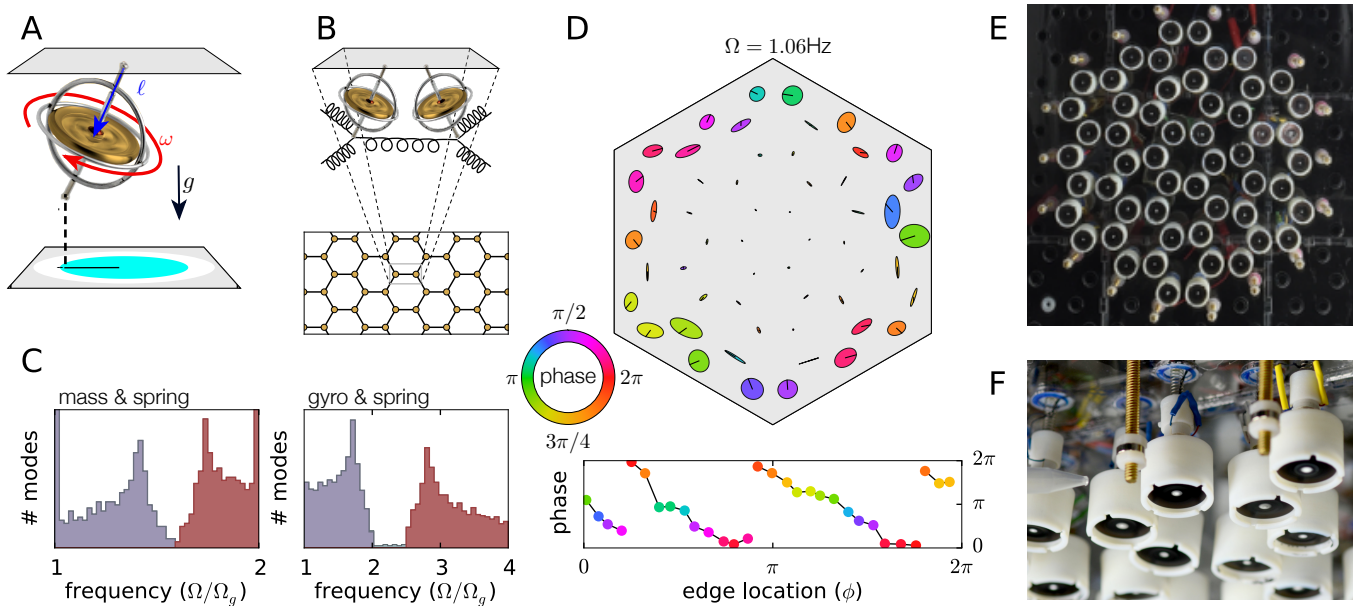 A
ℓ
ω
g
B
C
mass & spring
# modes
1
2
frequency (Ω/Ω_g)
gyro & spring
# modes
1
2
3
4
frequency (Ω/Ω_g)
D
Ω = 1.06Hz
π/2
π
phase
2π
3π/4
phase
2π
π
0
0
π
2π
edge location (ϕ)
E
F